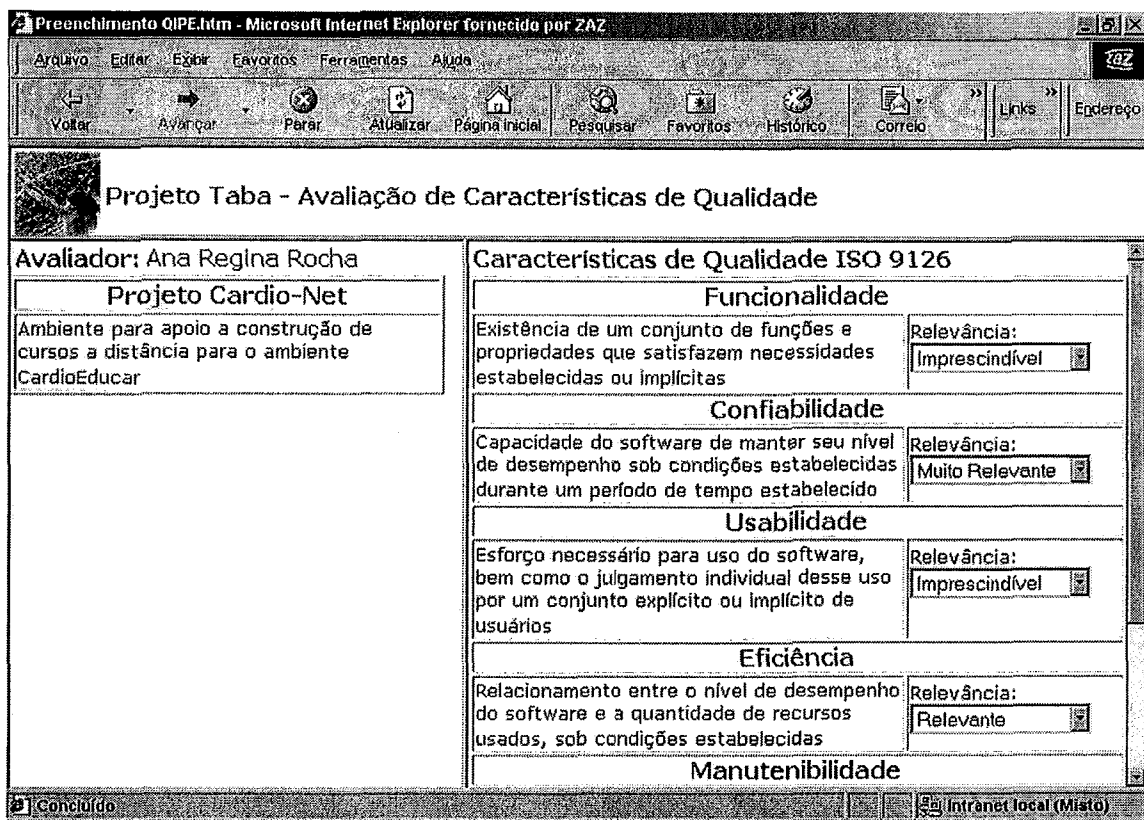 Preenchimento QIPE.htm - Microsoft Internet Explorer fornecido por ZAZ
Arquivo Editar Exibir Favoritos Ferramentas Ajuda
zaz
Voltar Avançar Parar Atualizar Página inicial Pesquisar Favoritos Histórico Correio » Links » Endereço
Projeto Taba - Avaliação de Características de Qualidade
Avaliador: Ana Regina Rocha
Projeto Cardio-Net
Ambiente para apoio a construção de
cursos a distância para o ambiente
CardioEducar
Características de Qualidade ISO 9126
Funcionalidade
Existência de um conjunto de funções e
propriedades que satisfazem necessidades
estabelecidas ou implícitas
Relevância:
Imprescindível
Confiabilidade
Capacidade do software de manter seu nível
de desempenho sob condições estabelecidas
durante um período de tempo estabelecido
Relevância:
Muito Relevante
Usabilidade
Esforço necessário para uso do software,
bem como o julgamento individual desse uso
por um conjunto explícito ou implícito de
usuários
Relevância:
Imprescindível
Eficiência
Relacionamento entre o nível de desempenho
do software e a quantidade de recursos
usados, sob condições estabelecidas
Relevância:
Relevante
Manutenibilidade
Concluído
Intranet local (Misto)